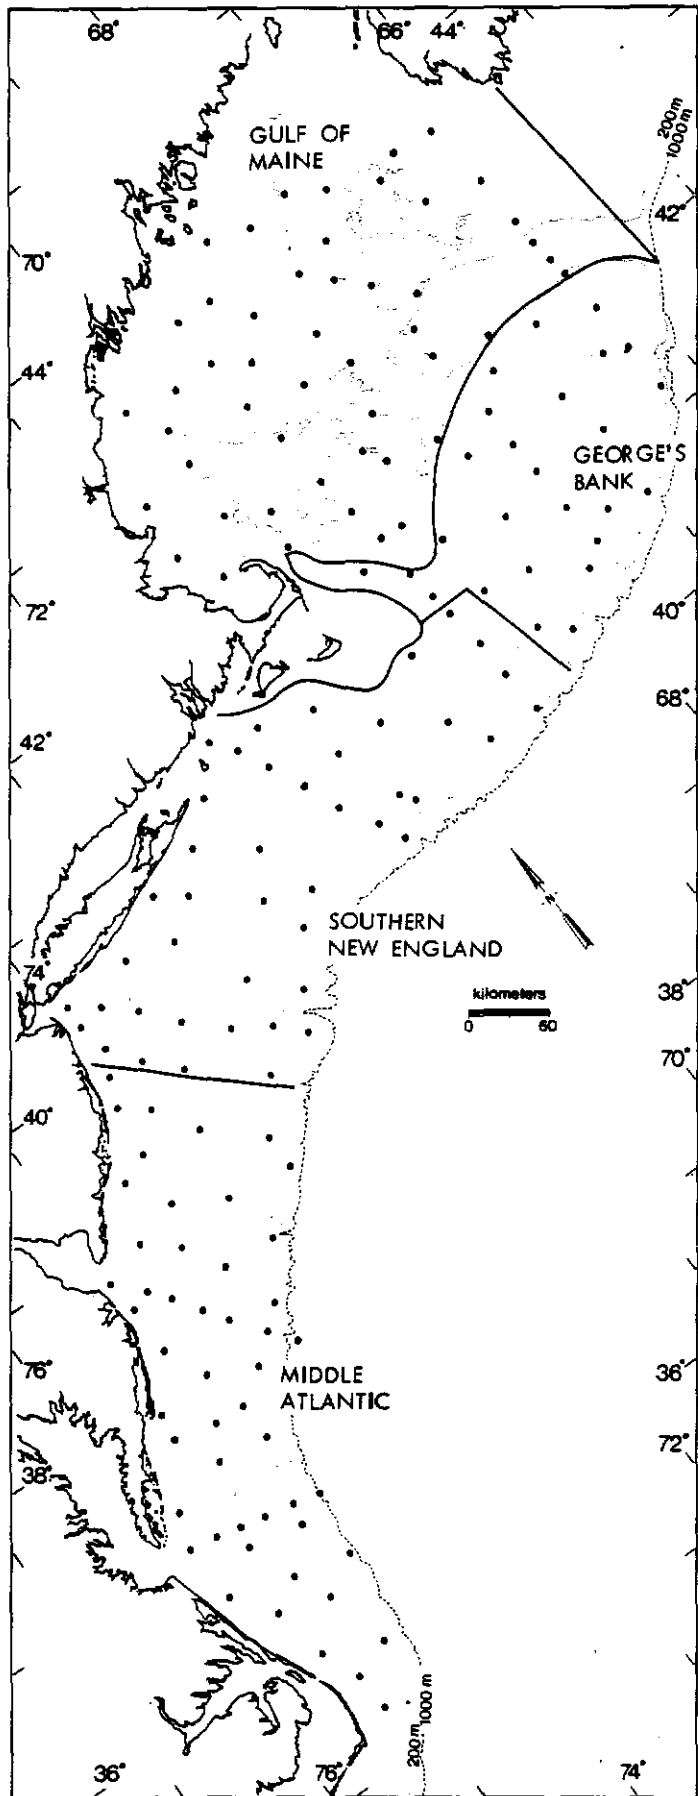 68°
66°
44°
GULF OF
MAINE
200m
1000m
42°
70°
44°
GEORGE'S
BANK
72°
40°
68°
42°
SOUTHERN
NEW ENGLAND
N
74°
kilometers
0 60
38°
70°
40°
76°
36°
MIDDLE
ATLANTIC
72°
38°
200m
1000 m
36°
76°
74°